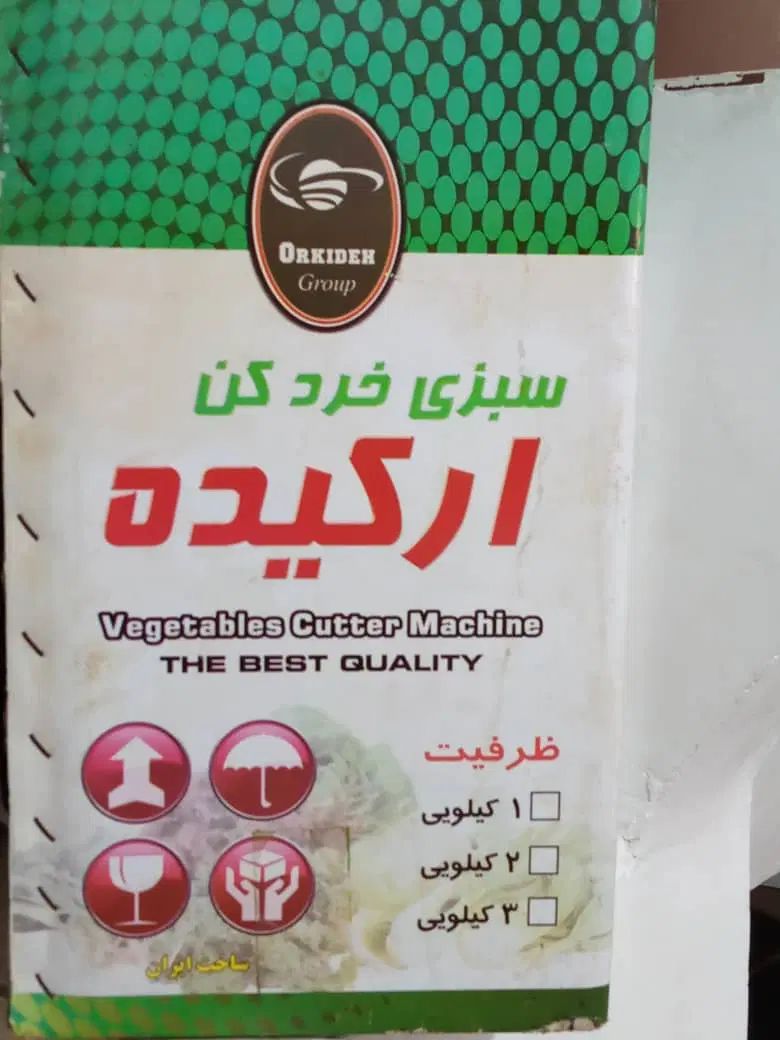 ORKIDEH
Group
سبزی خرد کن
ارکیده
Vegetables Cutter Machine
THE BEST QUALITY
ظرفیت
۱ کیلویی
۲ کیلویی
۳ کیلویی
ساخت ایران